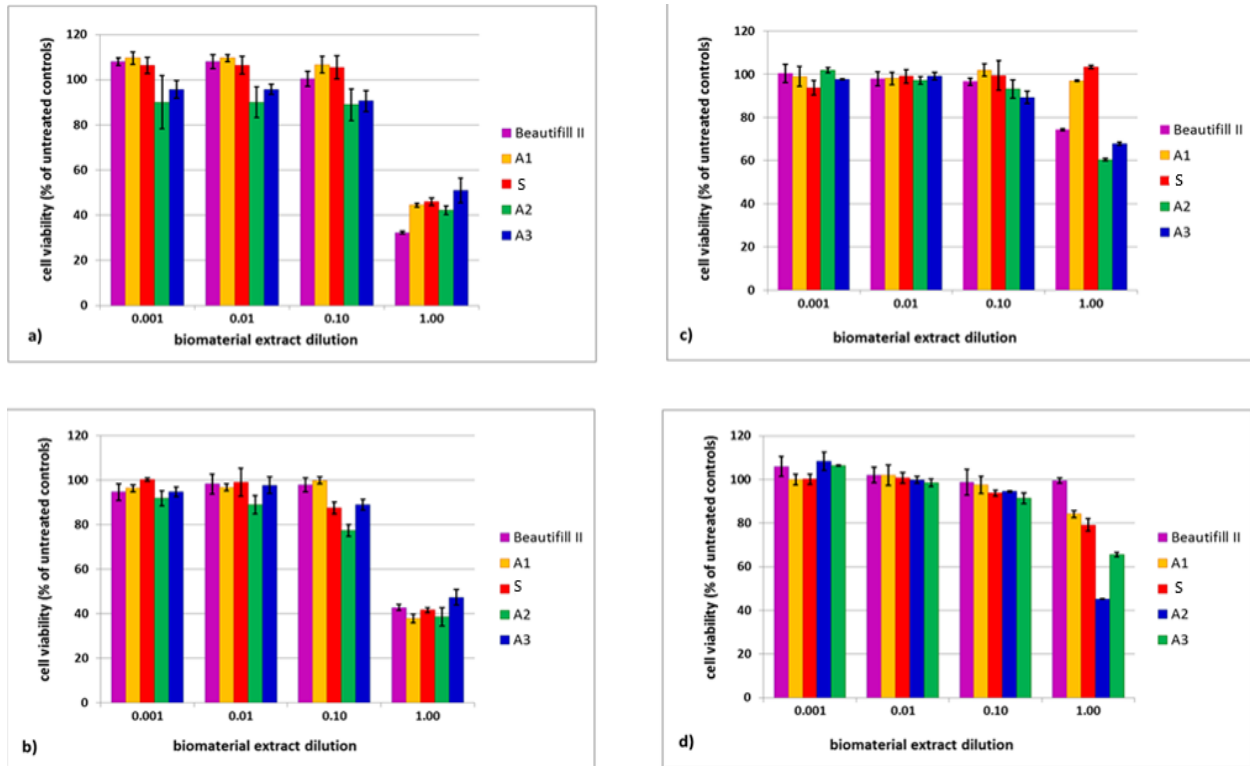 cell viability (% of untreated controls)
120
100
80
60
40
20
0
0.001 0.01 0.10 1.00
biomaterial extract dilution
a)
Beautifill II
A1
S
A2
A3
cell viability (% of untreated controls)
120
100
80
60
40
20
0
0.001 0.01 0.10 1.00
biomaterial extract dilution
c)
Beautifill II
A1
S
A2
A3
cell viability (% of untreated controls)
120
100
80
60
40
20
0
0.001 0.01 0.10 1.00
biomaterial extract dilution
b)
Beautifill II
A1
S
A2
A3
cell viability (% of untreated controls)
120
100
80
60
40
20
0
0.001 0.01 0.10 1.00
biomaterial extract dilution
d)
Beautifill II
A1
S
A2
A3